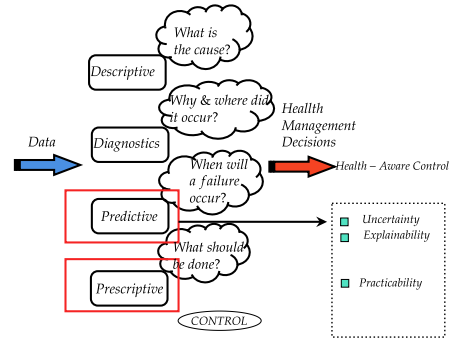 What is
the cause?
Descriptive
Why & where did
it occur?
Heallth
Management
Decisions
Data
Diagnostics
When will
a failure
occur?
Health – Aware Control
Predictive
Uncertainty
Explainability
What should
be done?
Prescriptive
Practicability
CONTROL